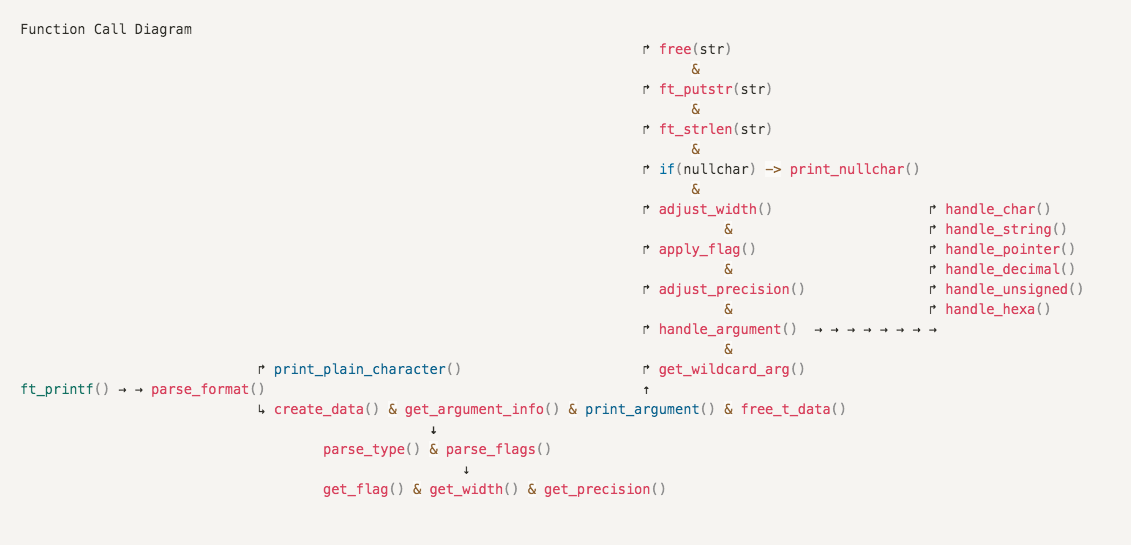 Function Call Diagram
↱ free(str)
&
↱ ft_putstr(str)
&
↱ ft_strlen(str)
&
↱ if(nullchar) –> print_nullchar()
&
↱ adjust_width() ↱ handle_char()
& ↱ handle_string()
↱ apply_flag() ↱ handle_pointer()
& ↱ handle_decimal()
↱ adjust_precision() ↱ handle_unsigned()
& ↱ handle_hexa()
↱ handle_argument() → → → → → → → →
&
↱ print_plain_character() ↱ get_wildcard_arg()
ft_printf() → → parse_format() ↑
↳ create_data() & get_argument_info() & print_argument() & free_t_data()
↓
parse_type() & parse_flags()
↓
get_flag() & get_width() & get_precision()